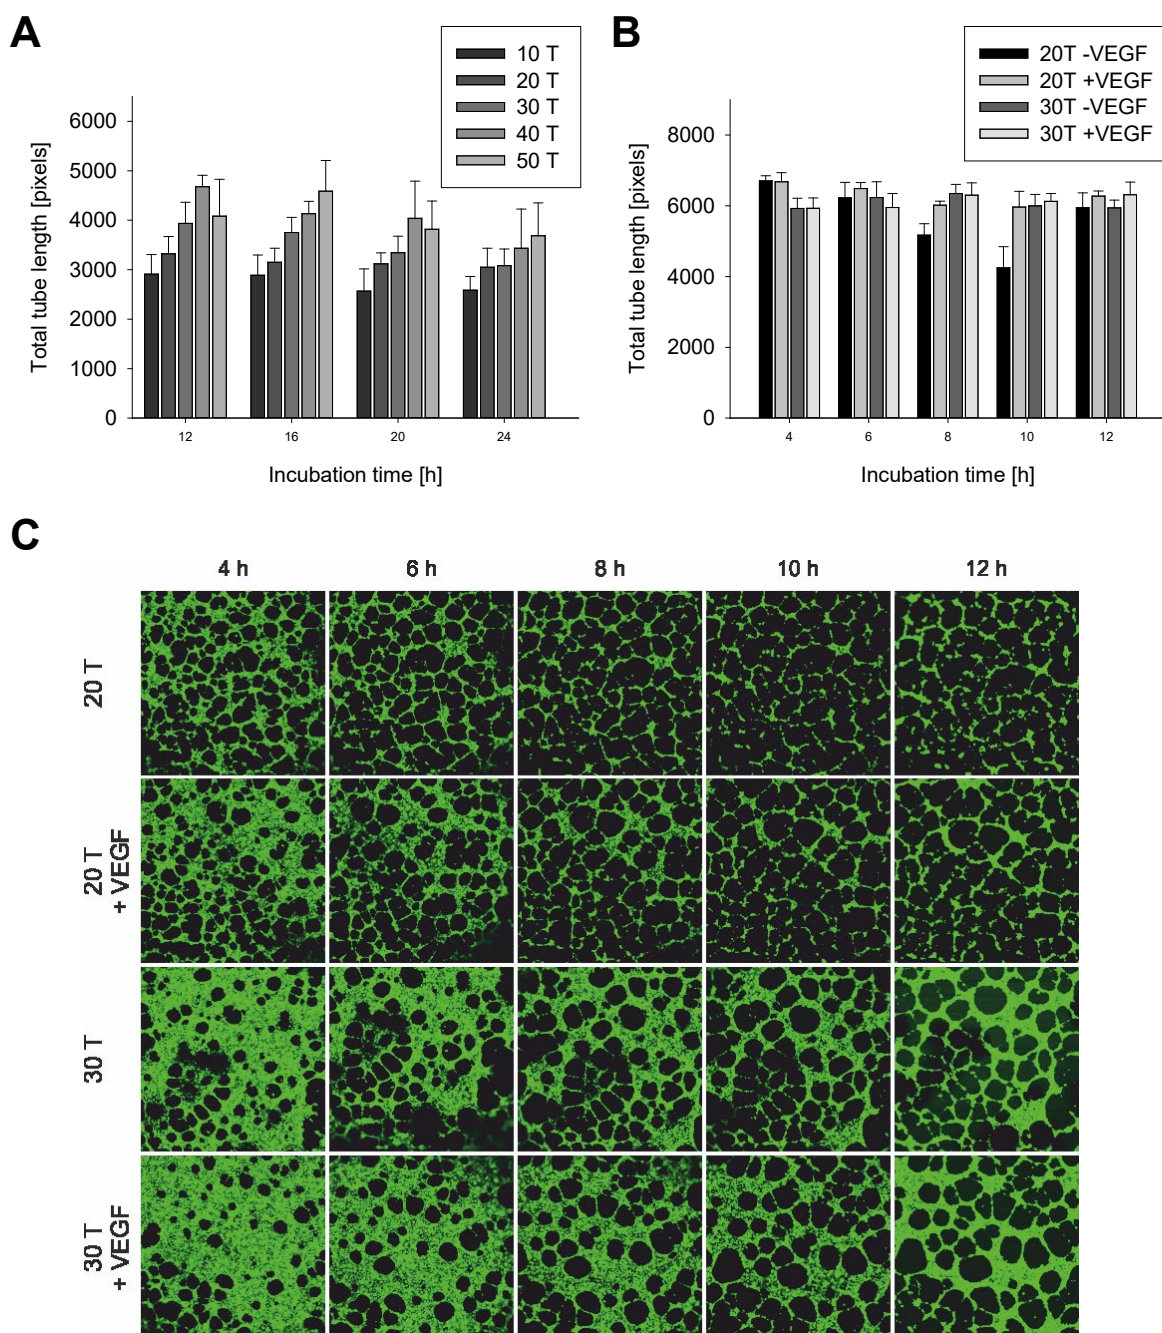 A
10 T
20 T
30 T
40 T
50 T
Total tube length [pixels]
6000
5000
4000
3000
2000
1000
0
12
16
20
24
Incubation time [h]
B
20T -VEGF
20T +VEGF
30T -VEGF
30T +VEGF
Total tube length [pixels]
8000
6000
4000
2000
0
4
6
8
10
12
Incubation time [h]
C
4 h
6 h
8 h
10 h
12 h
20 T
20 T
+ VEGF
30 T
30 T
+ VEGF